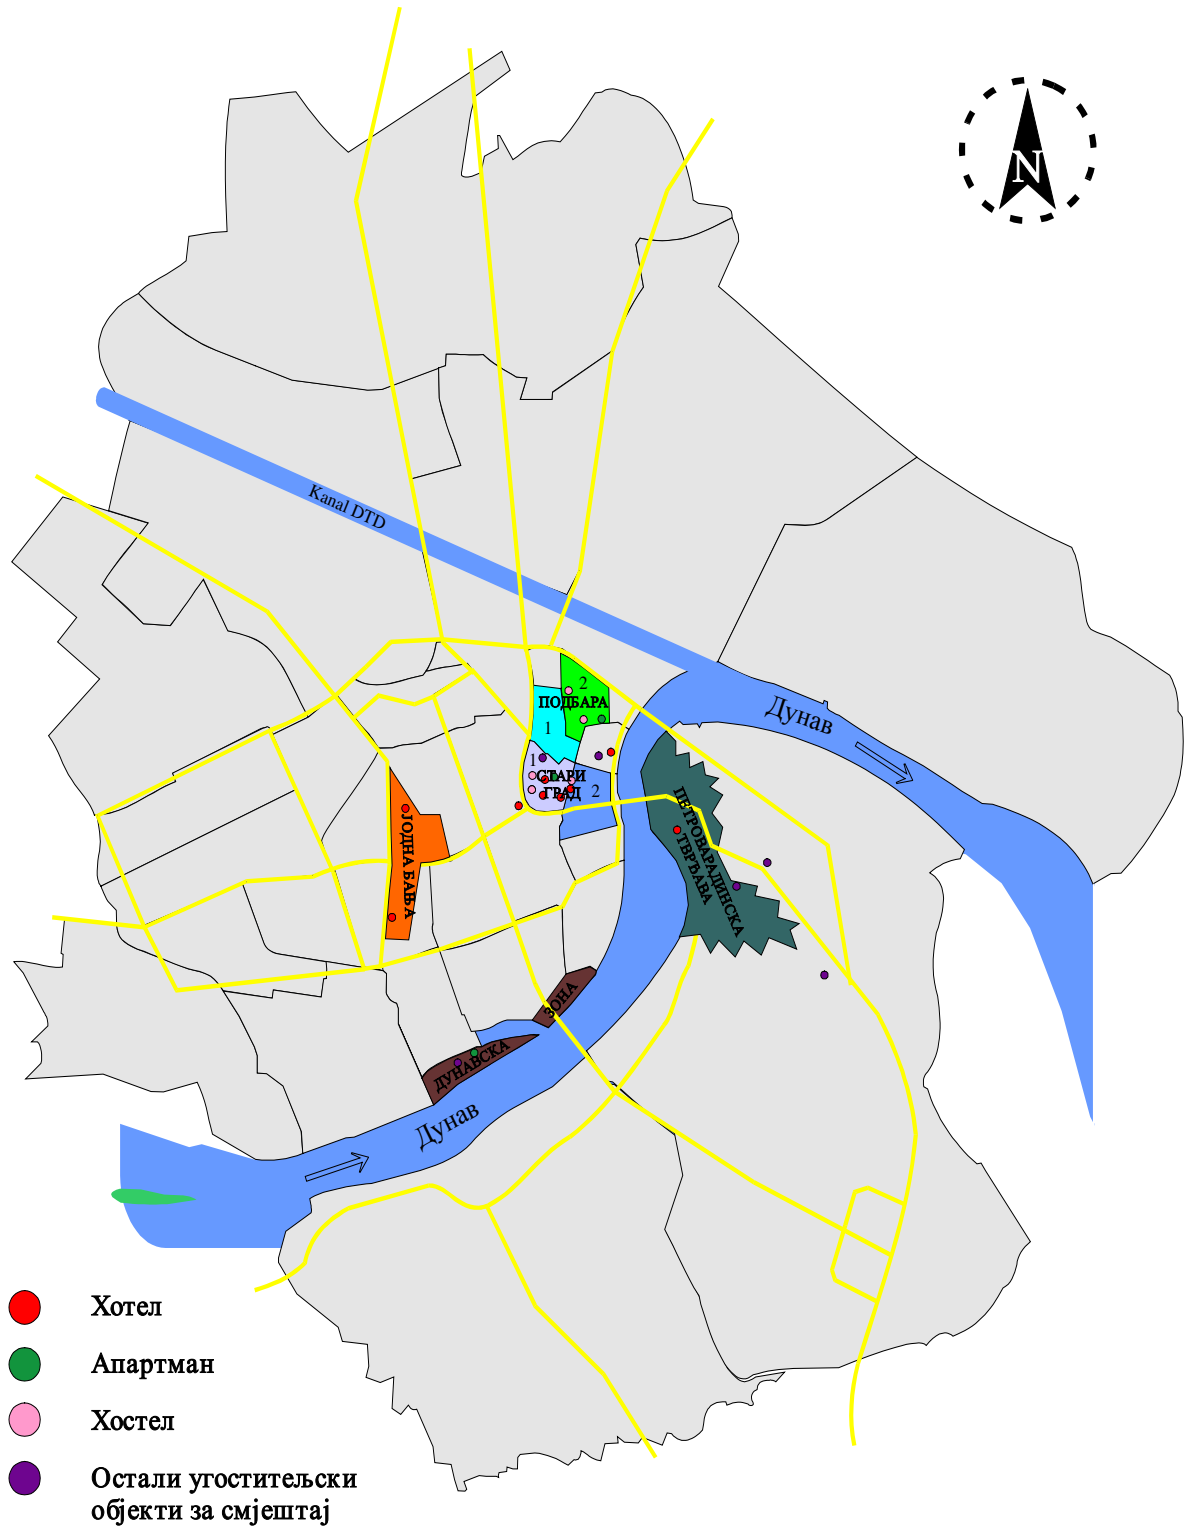 N
Kanal DTD
2
ПОДБАРА
1
Дунав
1
СТАРИ
ГРАД
2
ПЕТРОВАРАДИНСКА
ТВРЂАВА
ЈОДНА БАЊА
ЗОНА
ДУНАВСКА
Дунав
Хотел
Апартман
Хостел
Остали угоститељски
објекти за смјештај